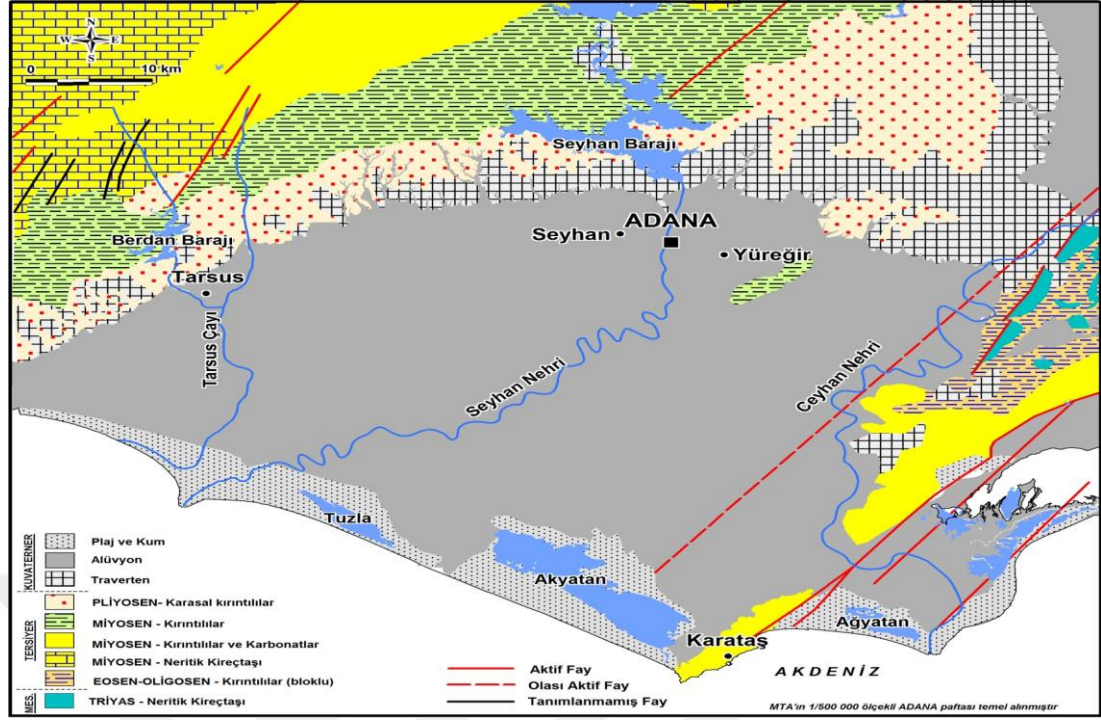 N
W E
S
0 10 km
Seyhan Barajı
ADANA
Seyhan
Yüreğir
Berdan Barajı
Tarsus
Tarsus Çayı
Seyhan Nehri
Ceyhan Nehri
Tuzla
Akyatan
Ağyatan
Karataş
AKDENİZ
KUVATERNER
Plaj ve Kum
Alüvyon
Traverten
TERSİYER
PLİYOSEN- Karasal kırıntılılar
MİYOSEN - Kırıntılılar
MİYOSEN - Kırıntılılar ve Karbonatlar
MİYOSEN - Neritik Kireçtaşı
EOSEN-OLİGOSEN - Kırıntılılar (bloklu)
MES.
TRİYAS - Neritik Kireçtaşı
Aktif Fay
Olası Aktif Fay
Tanımlanmamış Fay
MTA'ın 1/500 000 ölçekli ADANA paftası temel alınmıştır